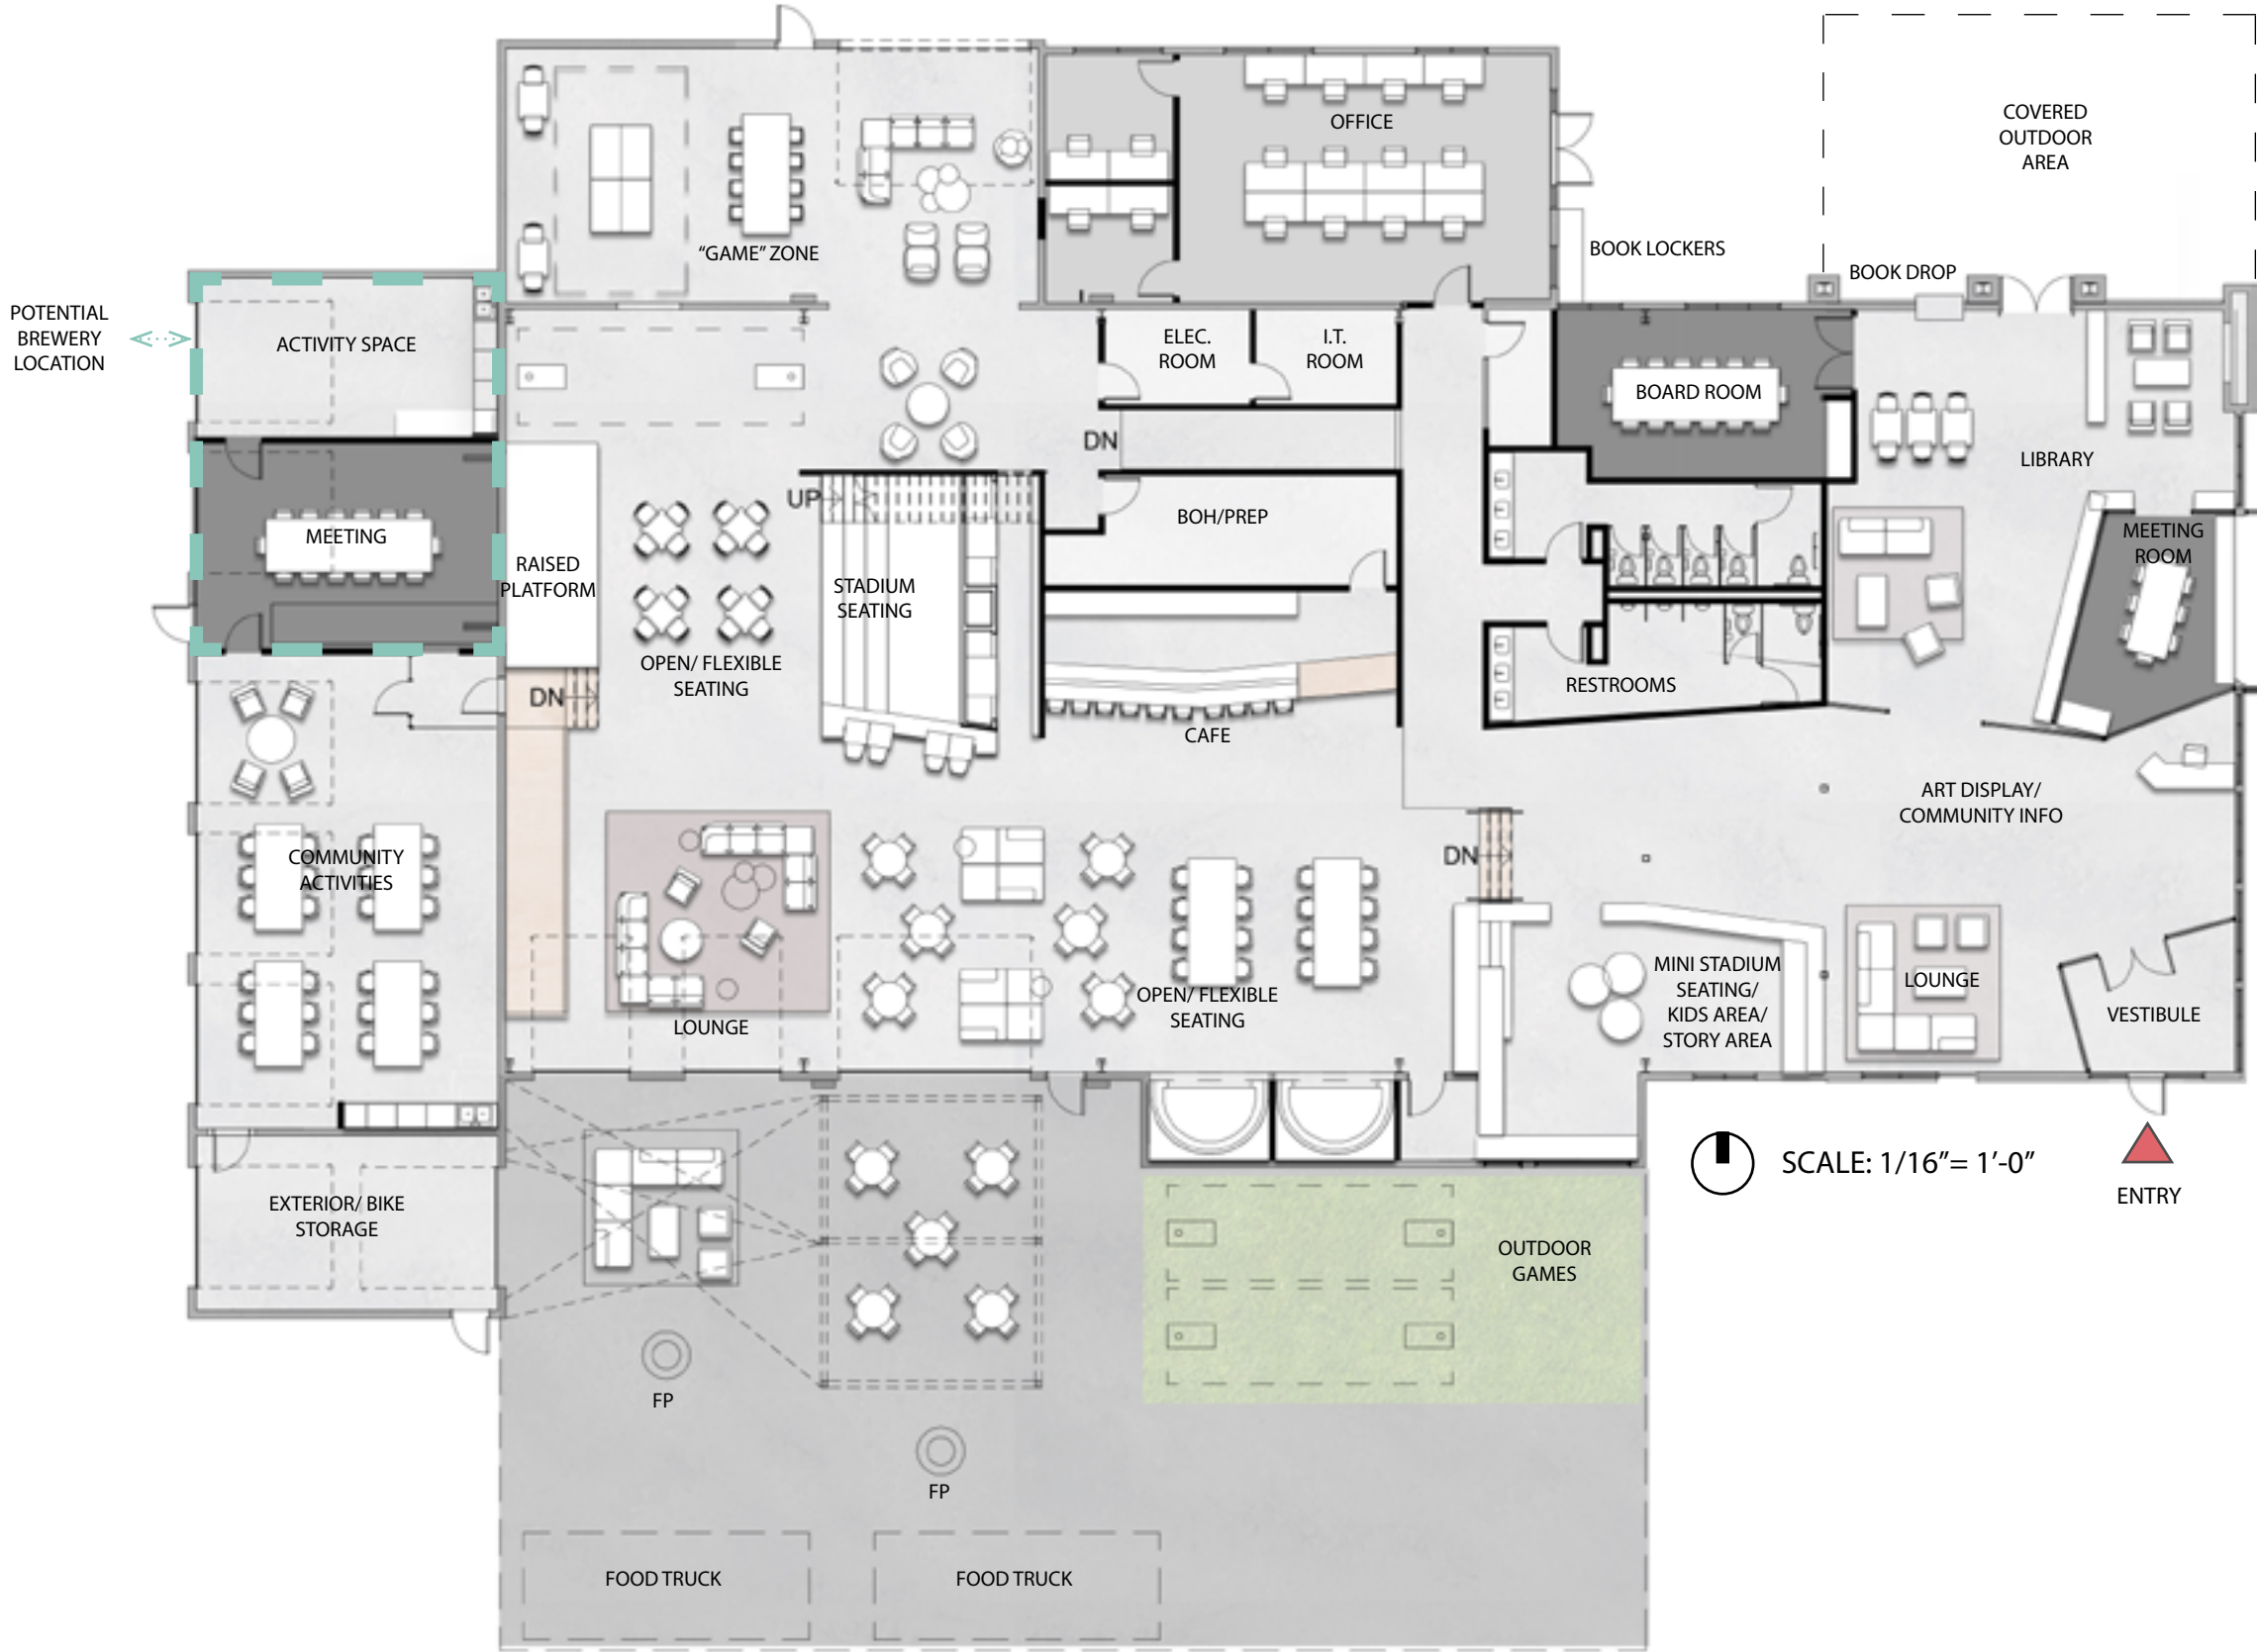 COVERED
OUTDOOR
AREA
OFFICE
"GAME" ZONE
BOOK LOCKERS
BOOK DROP
POTENTIAL
BREWERY
LOCATION
ACTIVITY SPACE
ELEC.
ROOM
I.T.
ROOM
BOARD ROOM
DN
LIBRARY
UP
BOH/PREP
MEETING
MEETING
ROOM
RAISED
PLATFORM
STADIUM
SEATING
OPEN/ FLEXIBLE
SEATING
DN
RESTROOMS
CAFE
ART DISPLAY/
COMMUNITY INFO
COMMUNITY
ACTIVITIES
DN
LOUNGE
OPEN/ FLEXIBLE
SEATING
MINI STADIUM
SEATING/
KIDS AREA/
STORY AREA
LOUNGE
VESTIBULE
SCALE: 1/16"= 1'-0"
ENTRY
EXTERIOR/ BIKE
STORAGE
OUTDOOR
GAMES
FP
FP
FOOD TRUCK
FOOD TRUCK